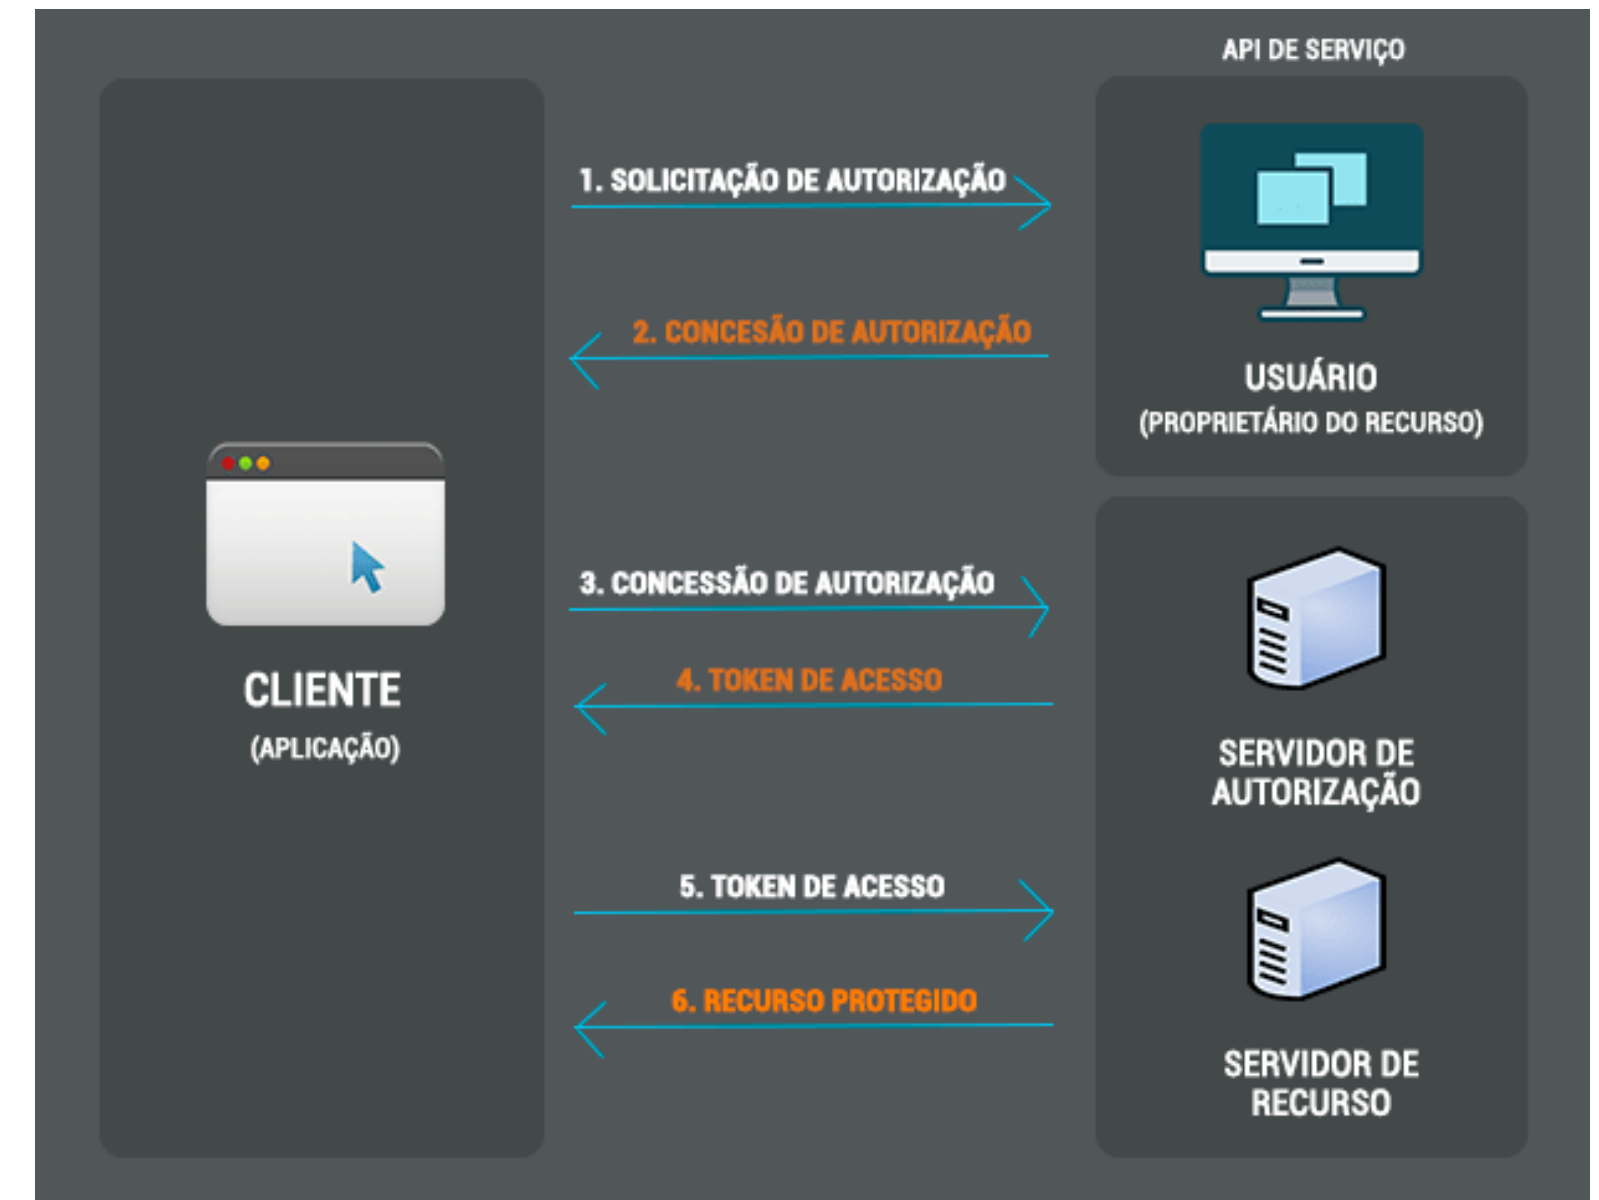 API DE SERVIÇO
1. SOLICITAÇÃO DE AUTORIZAÇÃO
2. CONCESÃO DE AUTORIZAÇÃO
USUÁRIO
(PROPRIETÁRIO DO RECURSO)
3. CONCESSÃO DE AUTORIZAÇÃO
4. TOKEN DE ACESSO
CLIENTE
(APLICAÇÃO)
SERVIDOR DE
AUTORIZAÇÃO
5. TOKEN DE ACESSO
6. RECURSO PROTEGIDO
SERVIDOR DE
RECURSO